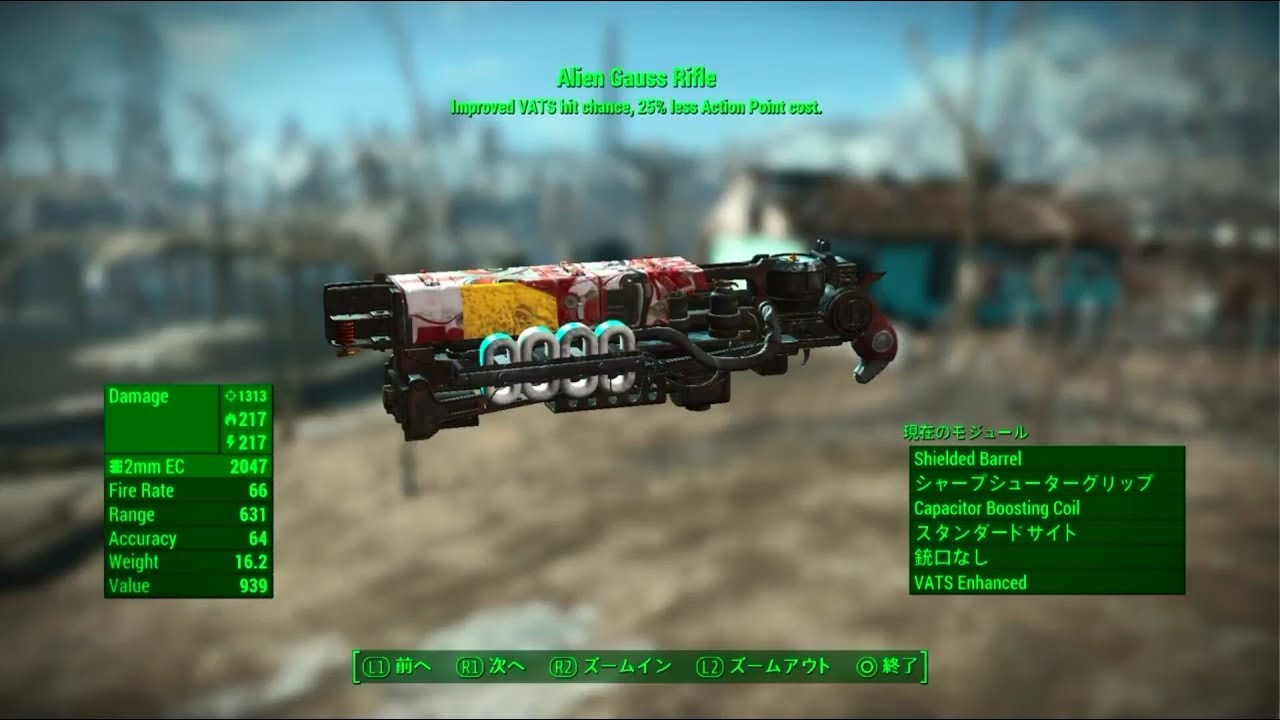 Alien Gauss Rifle
Improved VATS hit chance, 25% less Action Point cost.
Damage 1313
217
217
2mm EC 2047
Fire Rate 66
Range 631
Accuracy 64
Weight 16.2
Value 939
現在のモジュール
Shielded Barrel
シャープシューターグリップ
Capacitor Boosting Coil
スタンダードサイト
銃口なし
VATS Enhanced
L1 前へ R1 次へ R2 ズームイン L2 ズームアウト 終了